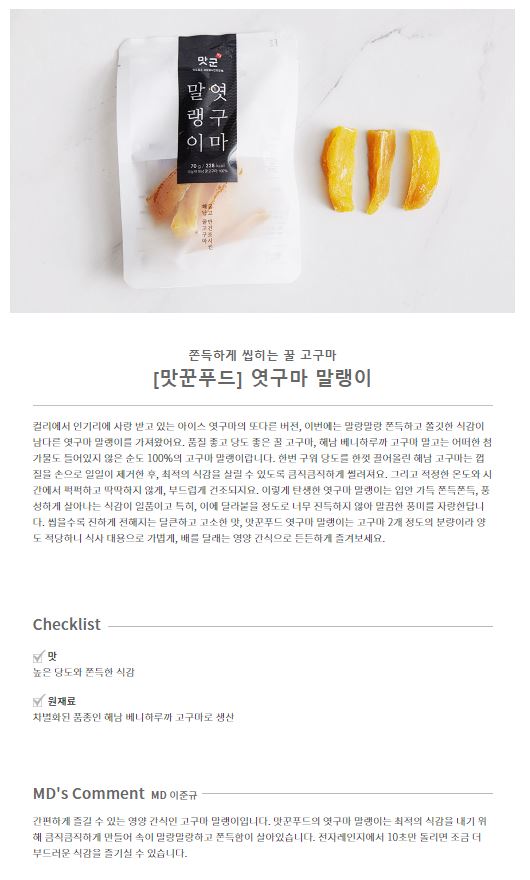 맛군
말랭이 엿구마
70 g / 228 kcal
쫀득하게 씹히는 꿀 고구마
[맛꾼푸드] 엿구마 말랭이
컬리에서 인기리에 사랑 받고 있는 아이스 엿구마의 또다른 버전, 이번에는 말랑말랑 쫀득하고 쫄깃한 식감이
남다른 엿구마 말랭이를 가져왔어요. 품질 좋고 당도 좋은 꿀 고구마, 해남 베니하루까 고구마 말고는 어떠한 첨
가물도 들어있지 않은 순도 100%의 고구마 말랭이랍니다. 한번 구워 당도를 한껏 끌어올린 해남 고구마는 껍
질을 손으로 일일이 제거한 후, 최적의 식감을 살릴 수 있도록 큼직큼직하게 썰려져요. 그리고 적정한 온도와 시
간에서 퍽퍽하고 딱딱하지 않게, 부드럽게 건조되지요. 이렇게 탄생한 엿구마 말랭이는 입안 가득 쫀득쫀득, 풍
성하게 살아나는 식감이 일품이고 특히, 이에 달라붙을 정도로 너무 진득하지 않아 말끔한 풍미를 자랑한답니
다. 씹을수록 진하게 전해지는 달큰하고 고소한 맛, 맛꾼푸드 엿구마 말랭이는 고구마 2개 정도의 분량이라 양
도 적당하니 식사 대용으로 가볍게, 배를 달래는 영양 간식으로 든든하게 즐겨보세요.
Checklist
맛
높은 당도와 쫀득한 식감
원재료
차별화된 품종인 해남 베니하루까 고구마로 생산
MD's Comment MD 이준규
간편하게 즐길 수 있는 영양 간식인 고구마 말랭이입니다. 맛꾼푸드의 엿구마 말랭이는 최적의 식감을 내기 위
해 큼직큼직하게 만들어 속이 말랑말랑하고 쫀득함이 살아있습니다. 전자레인지에서 10초만 돌리면 조금 더
부드러운 식감을 즐기실 수 있습니다.